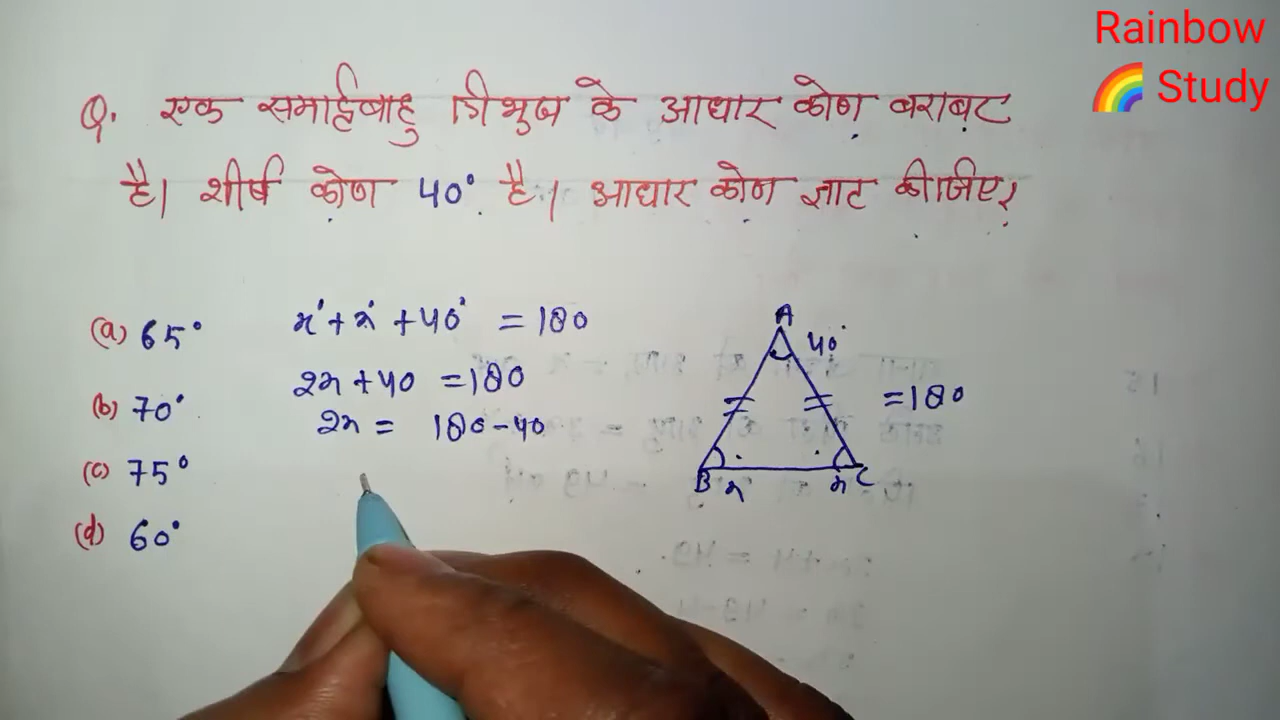 Rainbow
🌈 Study
Q. एक समद्विबाहु त्रिभुज के आधार कोण बराबर
है। शीर्ष कोण 40° है। आधार कोण ज्ञात कीजिए।
(a) 65°
(b) 70°
(c) 75°
(d) 60°
x° + x° + 40° = 180
2x + 40 = 180
2x = 180 - 40
A
40°
= 180
B x x C